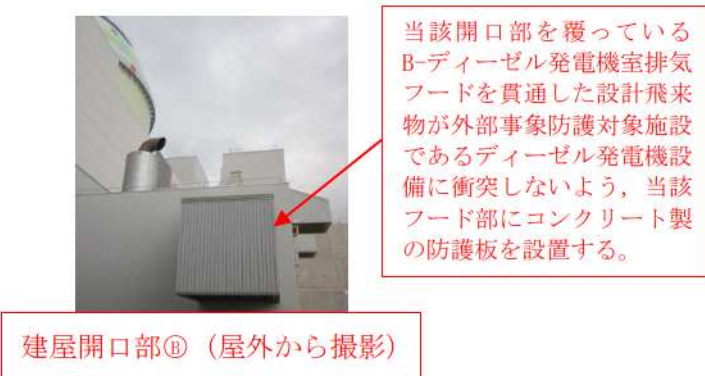 当該開口部を覆っている
B-ディーゼル発電機室排気
フードを貫通した設計飛来
物が外部事象防護対象施設
であるディーゼル発電機設
備に衝突しないよう，当該
フード部にコンクリート製
の防護板を設置する。
建屋開口部Ⓑ（屋外から撮影）